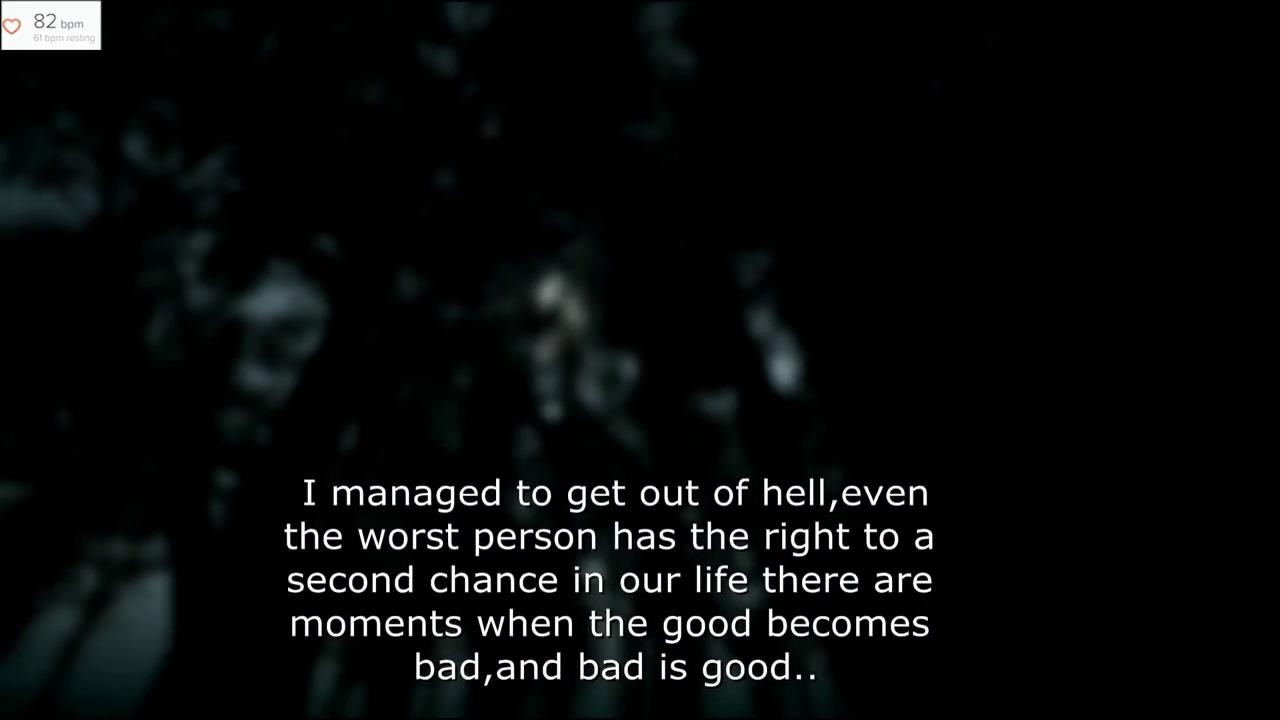 82 bpm
61 bpm resting
I managed to get out of hell,even
the worst person has the right to a
second chance in our life there are
moments when the good becomes
bad,and bad is good..